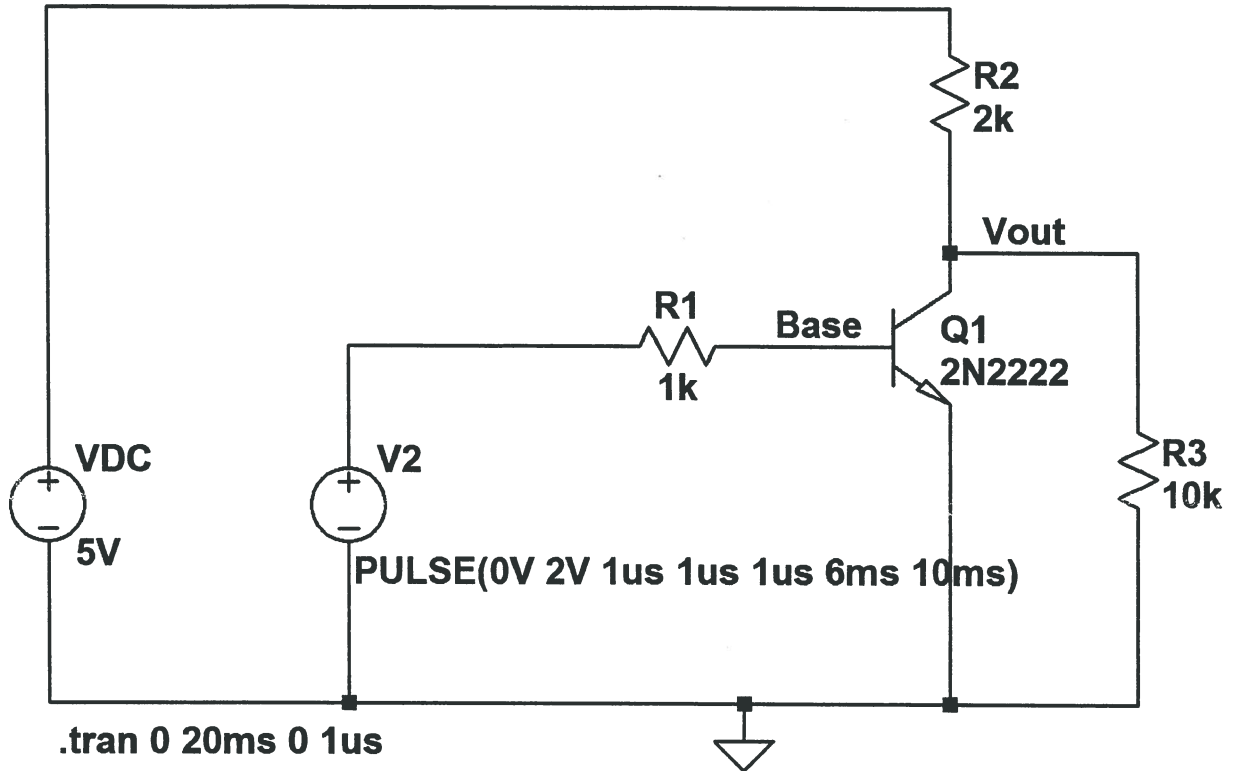 R2
2k
Vout
R1
1k
Base
Q1
2N2222
VDC
5V
V2
PULSE(0V 2V 1us 1us 1us 6ms 10ms)
R3
10k
.tran 0 20ms 0 1us